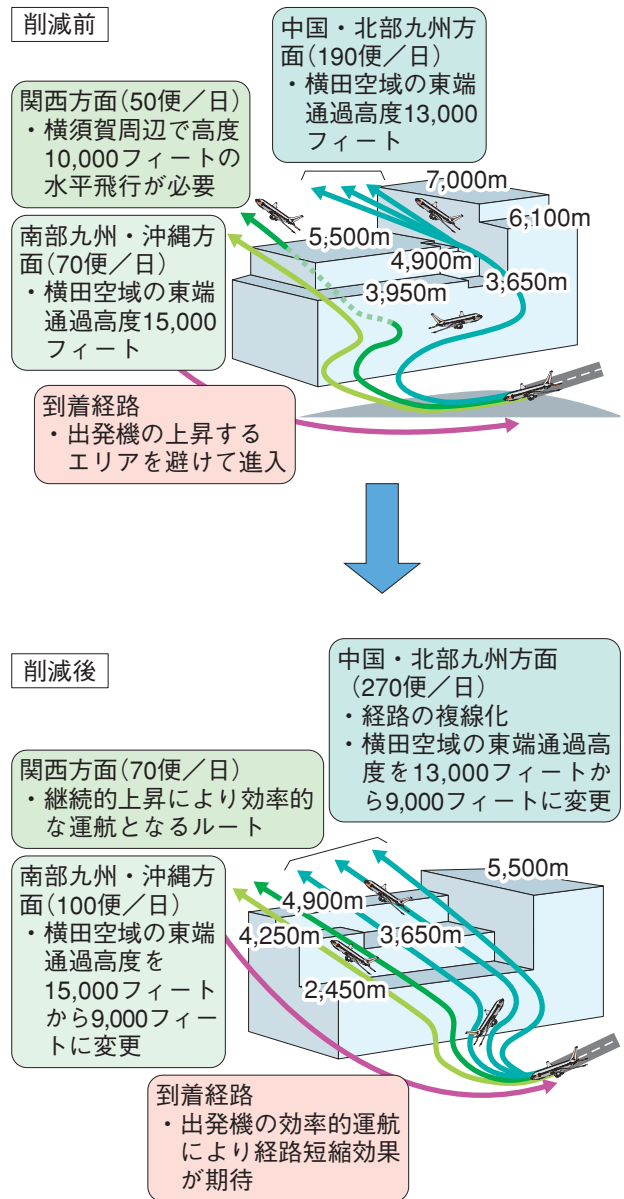 削減前
中国・北部九州方
面(190便／日)
・横田空域の東端
通過高度13,000
フィート
関西方面(50便／日)
・横須賀周辺で高度
10,000フィートの
水平飛行が必要
南部九州・沖縄方
面(70便／日)
・横田空域の東端
通過高度15,000
フィート
7,000m
6,100m
5,500m
4,900m
3,650m
3,950m
到着経路
・出発機の上昇する
エリアを避けて進入
削減後
中国・北部九州方面
(270便／日)
・経路の複線化
・横田空域の東端通過高
度を13,000フィートか
ら9,000フィートに変更
関西方面(70便／日)
・継続的上昇により効率的
な運航となるルート
南部九州・沖縄方
面(100便／日)
・横田空域の東端
通過高度を
15,000フィート
から9,000フィー
トに変更
5,500m
4,900m
4,250m
3,650m
2,450m
到着経路
・出発機の効率的運航
により経路短縮効果
が期待